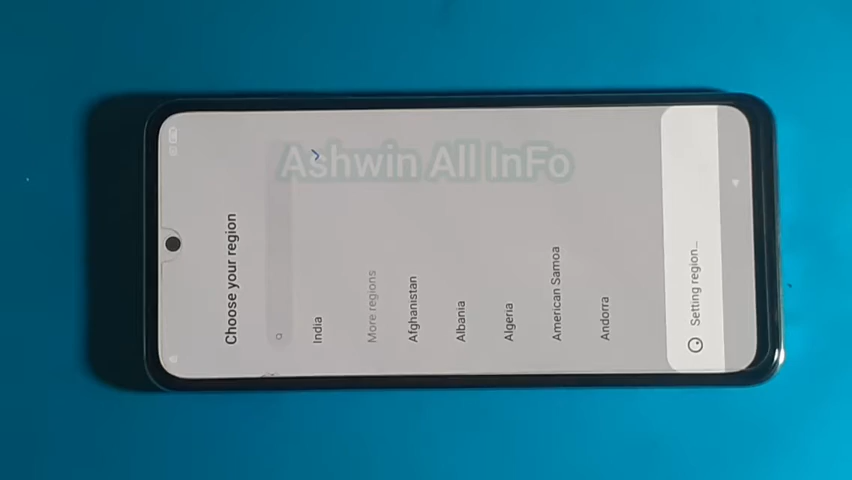 Choose your region
India
More regions
Afghanistan
Albania
Algeria
American Samoa
Andorra
Setting region...
Ashwin All InFo